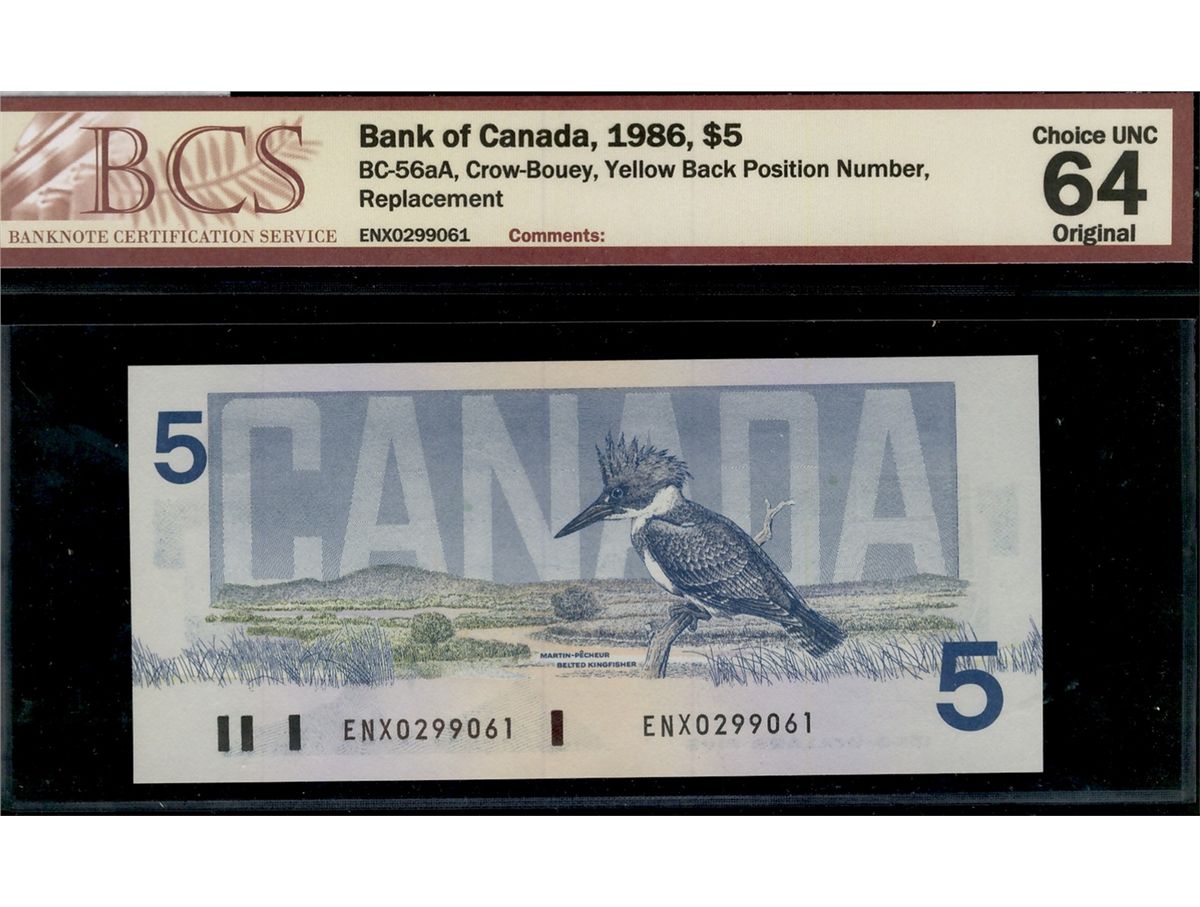 BCS
BANKNOTE CERTIFICATION SERVICE
Bank of Canada, 1986, $5
BC-56aA, Crow-Bouey, Yellow Back Position Number,
Replacement
ENX0299061 Comments:
Choice UNC
64
Original
5
CANADA
MARTIN-PÊCHEUR
BELTED KINGFISHER
5
ENX0299061 ENX0299061